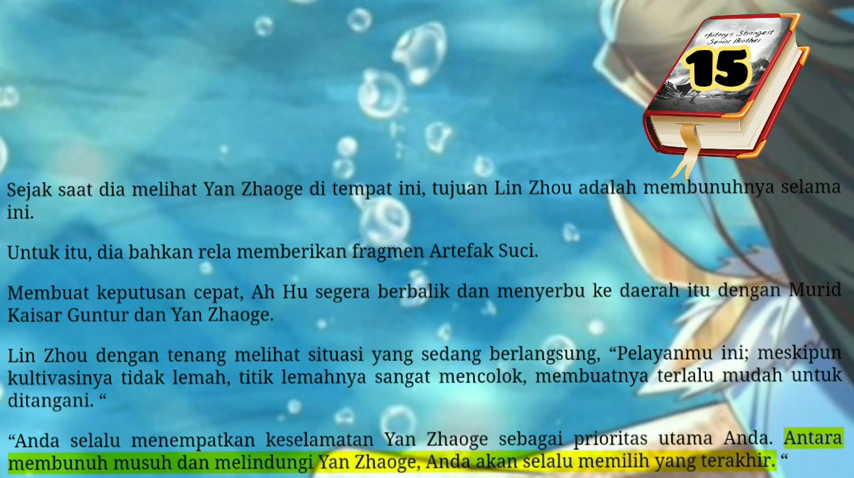 History's Strongest
Senior Brother
15
Sejak saat dia melihat Yan Zhaoge di tempat ini, tujuan Lin Zhou adalah membunuhnya selama
ini.
Untuk itu, dia bahkan rela memberikan fragmen Artefak Suci.
Membuat keputusan cepat, Ah Hu segera berbalik dan menyerbu ke daerah itu dengan Murid
Kaisar Guntur dan Yan Zhaoge.
Lin Zhou dengan tenang melihat situasi yang sedang berlangsung, “Pelayanmu ini; meskipun
kultivasinya tidak lemah, titik lemahnya sangat mencolok, membuatnya terlalu mudah untuk
ditangani. “
“Anda selalu menempatkan keselamatan Yan Zhaoge sebagai prioritas utama Anda. Antara
membunuh musuh dan melindungi Yan Zhaoge, Anda akan selalu memilih yang terakhir. “